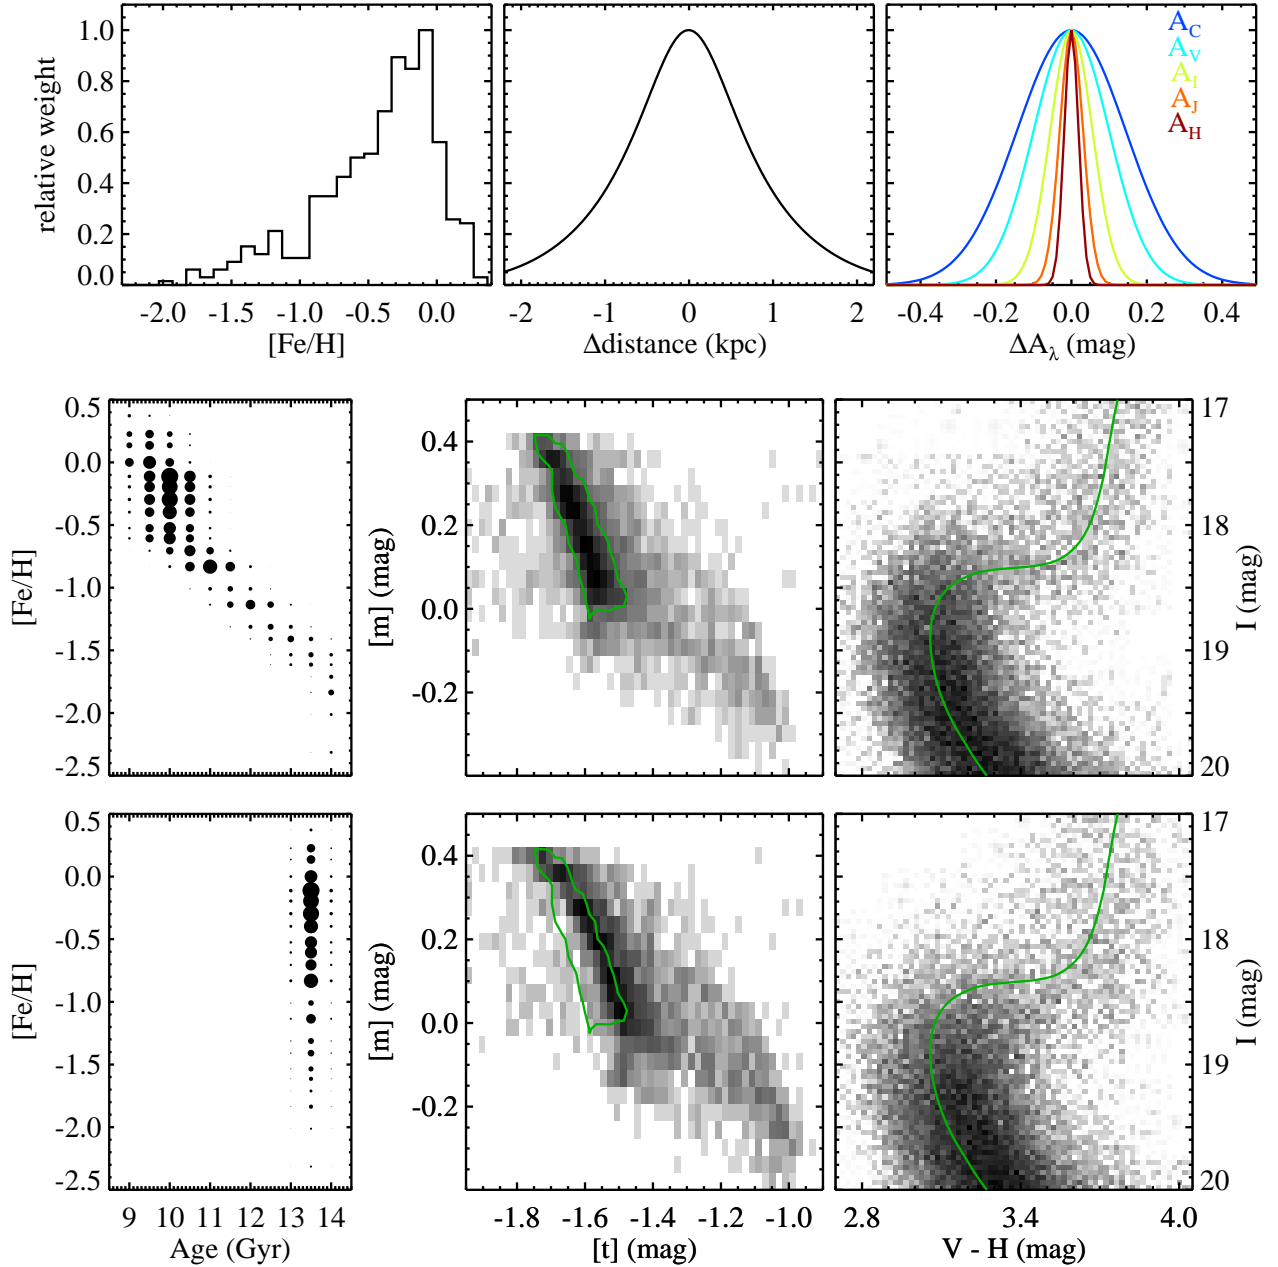 relative weight
1.0
0.8
0.6
0.4
0.2
0.0
-2.0 -1.5 -1.0 -0.5 0.0
[Fe/H]
-2 -1 0 1 2
Δdistance (kpc)
A_C
A_V
A_I
A_J
A_H
-0.4 -0.2 0.0 0.2 0.4
ΔA_λ (mag)
[Fe/H]
0.5
0.0
-0.5
-1.0
-1.5
-2.0
-2.5
[m] (mag)
0.4
0.2
0.0
-0.2
17
18
19
20
I (mag)
[Fe/H]
0.5
0.0
-0.5
-1.0
-1.5
-2.0
-2.5
9 10 11 12 13 14
Age (Gyr)
[m] (mag)
0.4
0.2
0.0
-0.2
-1.8 -1.6 -1.4 -1.2 -1.0
[t] (mag)
17
18
19
20
I (mag)
2.8 3.4 4.0
V - H (mag)